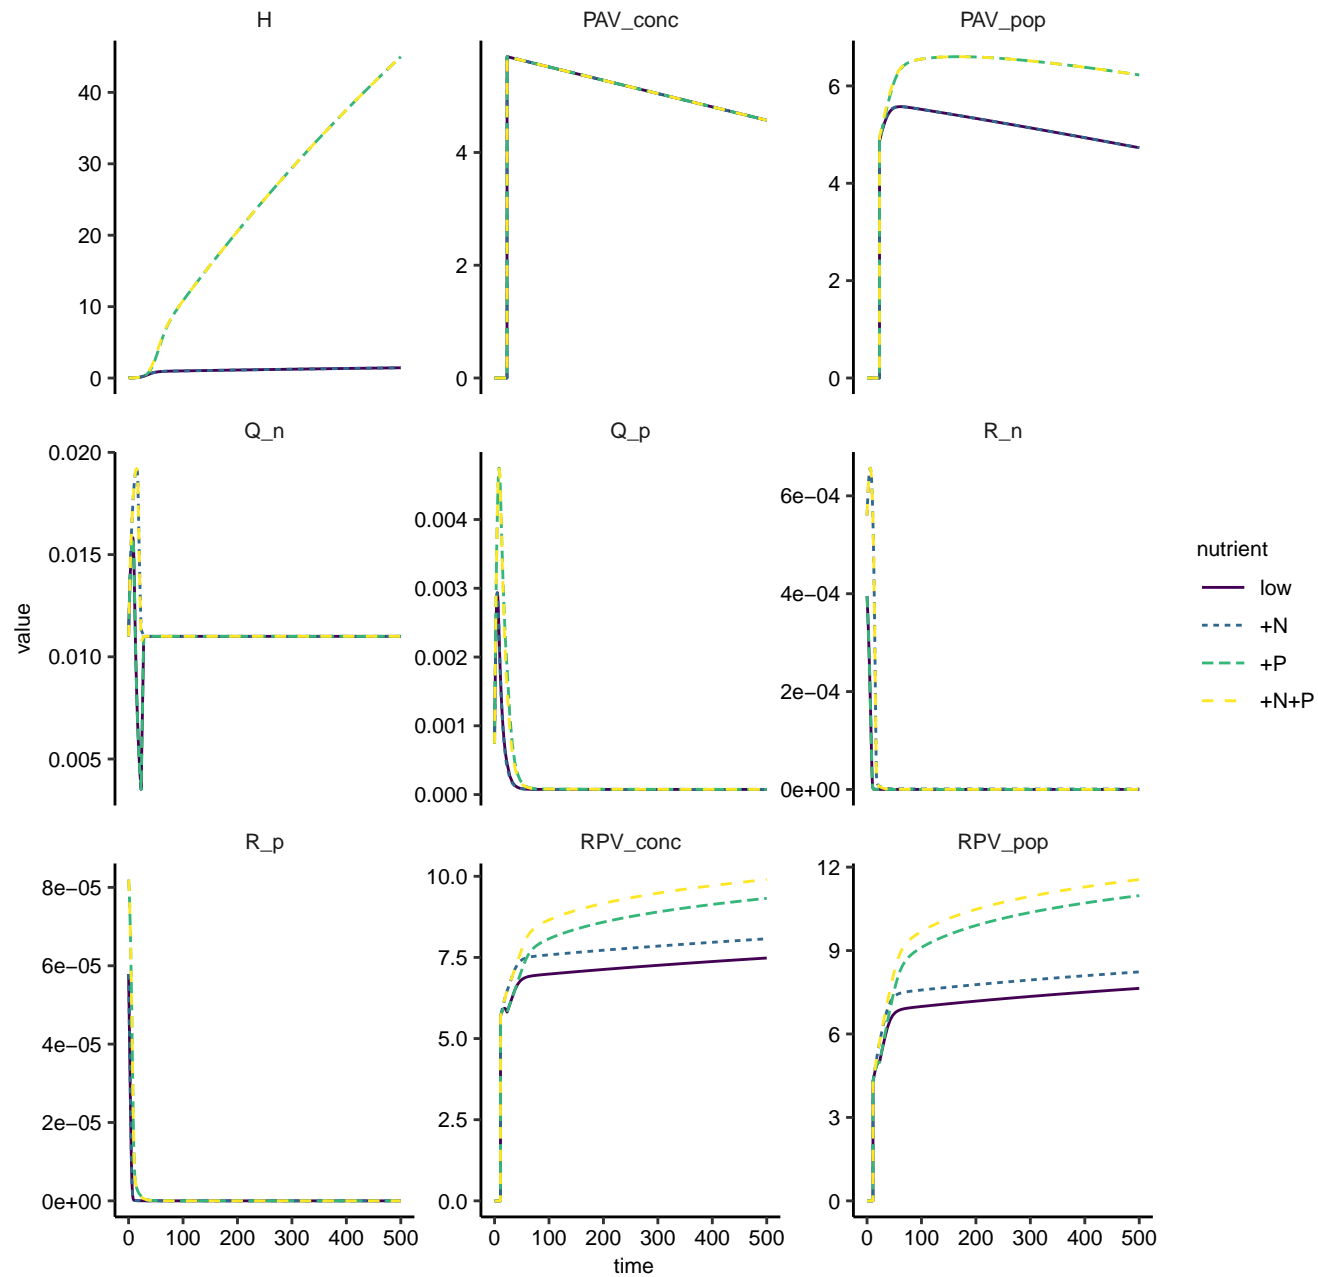 H
PAV_conc
PAV_pop
40
30
20
10
0
4
2
0
6
4
2
0
Q_n
Q_p
R_n
0.020
0.015
0.010
0.005
0.004
0.003
0.002
0.001
0.000
6e−04
4e−04
2e−04
0e+00
value
nutrient
low
+N
+P
+N+P
R_p
RPV_conc
RPV_pop
8e−05
6e−05
4e−05
2e−05
0e+00
10.0
7.5
5.0
2.5
0.0
12
9
6
3
0
0 100 200 300 400 500
0 100 200 300 400 500
0 100 200 300 400 500
time